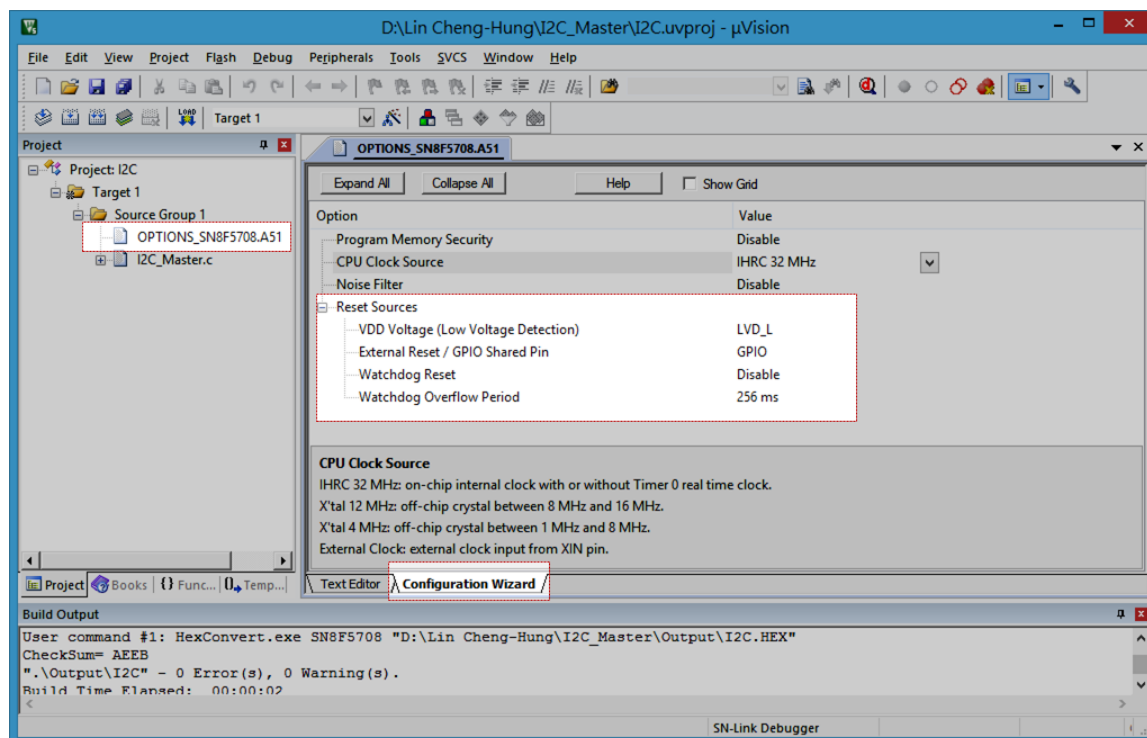 D:\Lin Cheng-Hung\I2C_Master\I2C.uvproj - µVision
File Edit View Project Flash Debug Peripherals Tools SVCS Window Help
LOAD Target 1
Project
OPTIONS_SN8F5708.A51
Project: I2C
Target 1
Source Group 1
OPTIONS_SN8F5708.A51
I2C_Master.c
Expand All Collapse All Help Show Grid
Option Value
Program Memory Security Disable
CPU Clock Source IHRC 32 MHz
Noise Filter Disable
Reset Sources
VDD Voltage (Low Voltage Detection) LVD_L
External Reset / GPIO Shared Pin GPIO
Watchdog Reset Disable
Watchdog Overflow Period 256 ms
CPU Clock Source
IHRC 32 MHz: on-chip internal clock with or without Timer 0 real time clock.
X'tal 12 MHz: off-chip crystal between 8 MHz and 16 MHz.
X'tal 4 MHz: off-chip crystal between 1 MHz and 8 MHz.
External Clock: external clock input from XIN pin.
Project Books {} Func... 0 Temp...
Text Editor Configuration Wizard
Build Output
User command #1: HexConvert.exe SN8F5708 "D:\Lin Cheng-Hung\I2C_Master\Output\I2C.HEX"
CheckSum= AEEB
".\Output\I2C" - 0 Error(s), 0 Warning(s).
Build Time Elapsed: 00:00:02
SN-Link Debugger